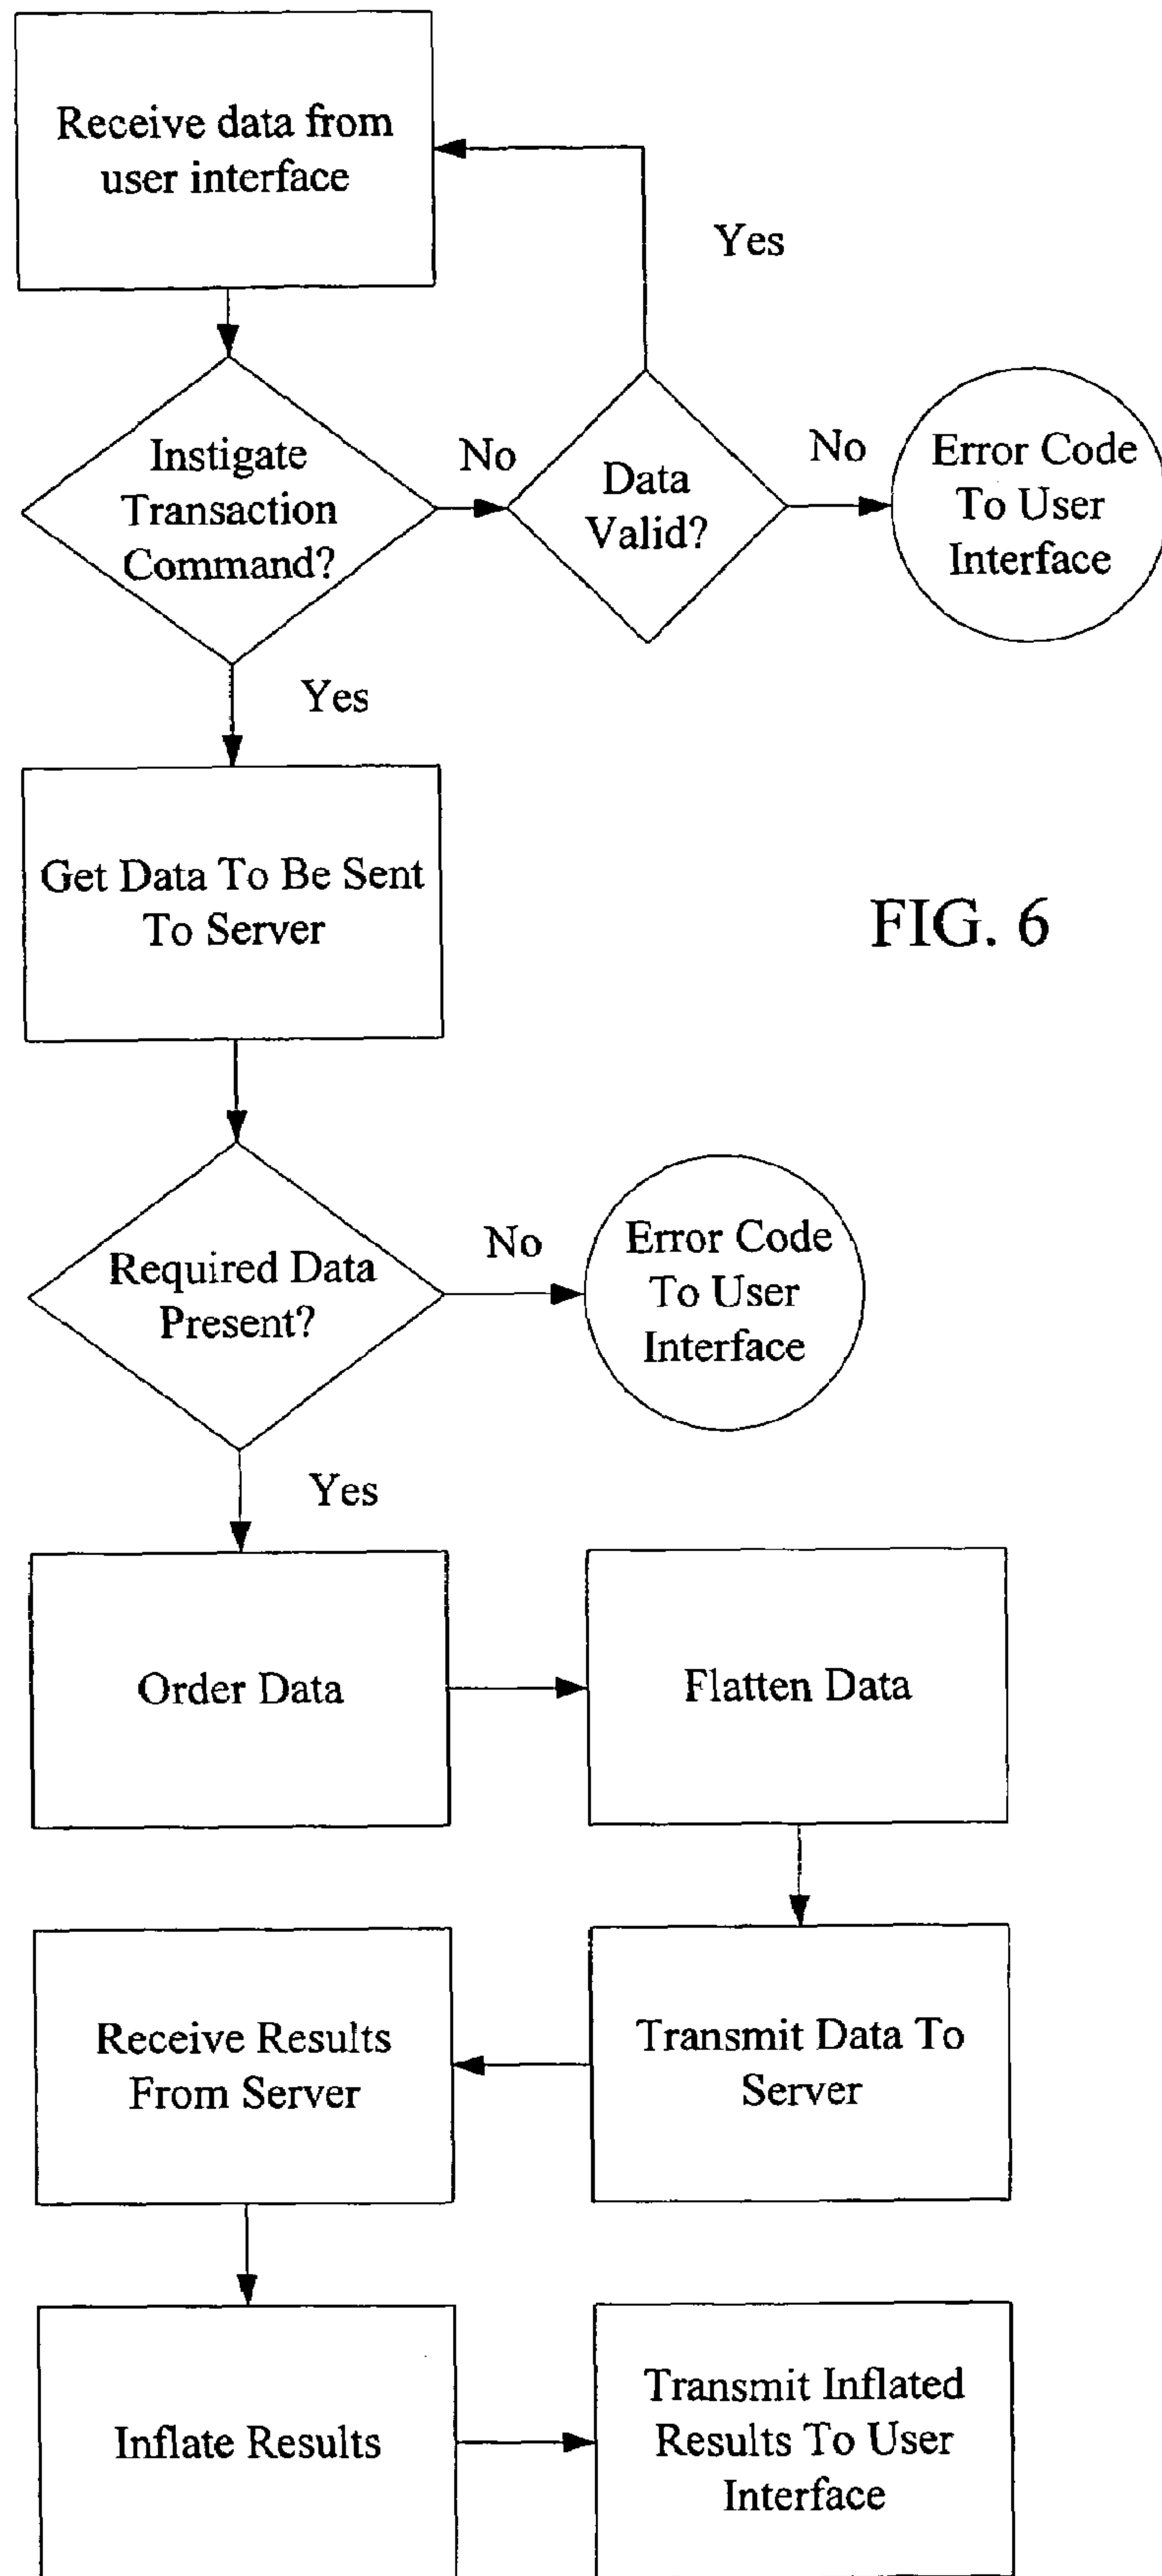 Receive data from
user interface
Yes
Instigate
Transaction
Command?
No
Data
Valid?
No
Error Code
To User
Interface
Yes
Get Data To Be Sent
To Server
FIG. 6
Required Data
Present?
No
Error Code
To User
Interface
Yes
Order Data
Flatten Data
Receive Results
From Server
Transmit Data To
Server
Inflate Results
Transmit Inflated
Results To User
Interface